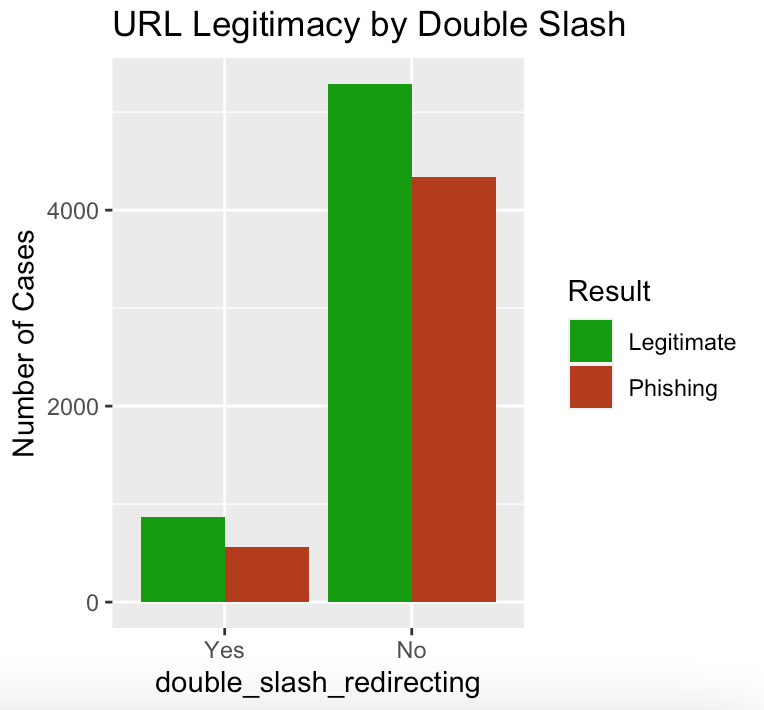 URL Legitimacy by Double Slash
Number of Cases
4000
2000
0
Yes No
double_slash_redirecting
Result
Legitimate
Phishing